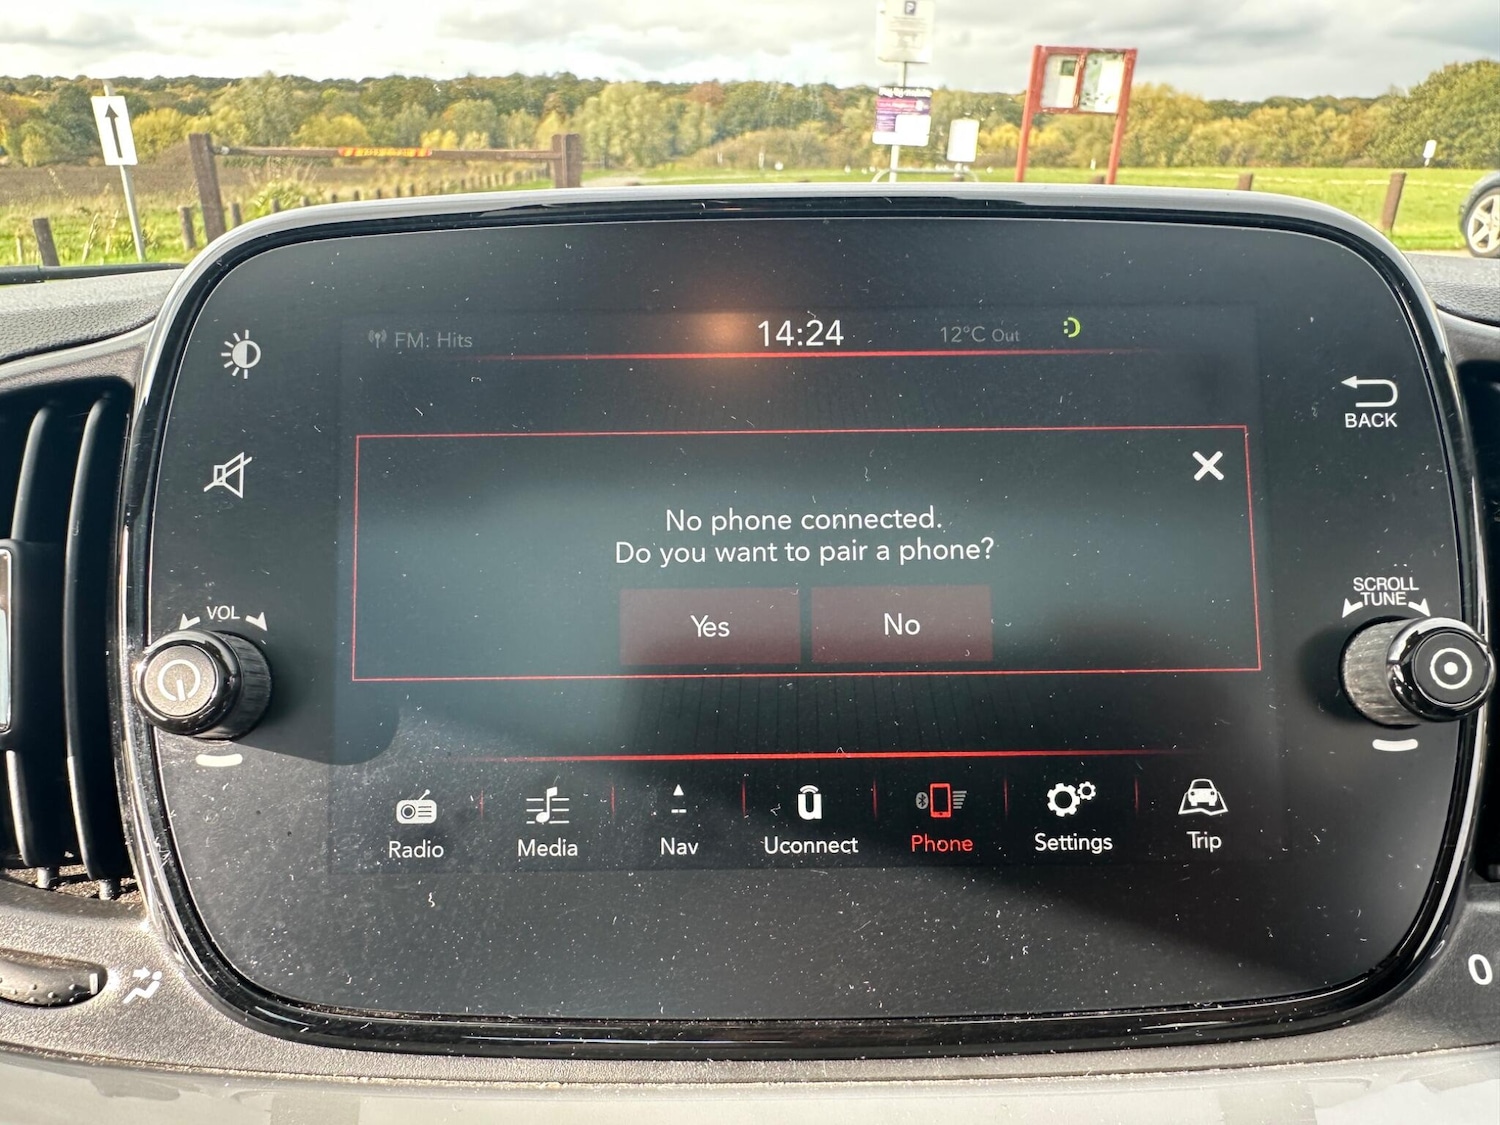 P
FM: Hits
14:24
12°C Out
BACK
No phone connected.
Do you want to pair a phone?
Yes
No
VOL
SCROLL
TUNE
Radio
Media
Nav
Uconnect
Phone
Settings
Trip
0